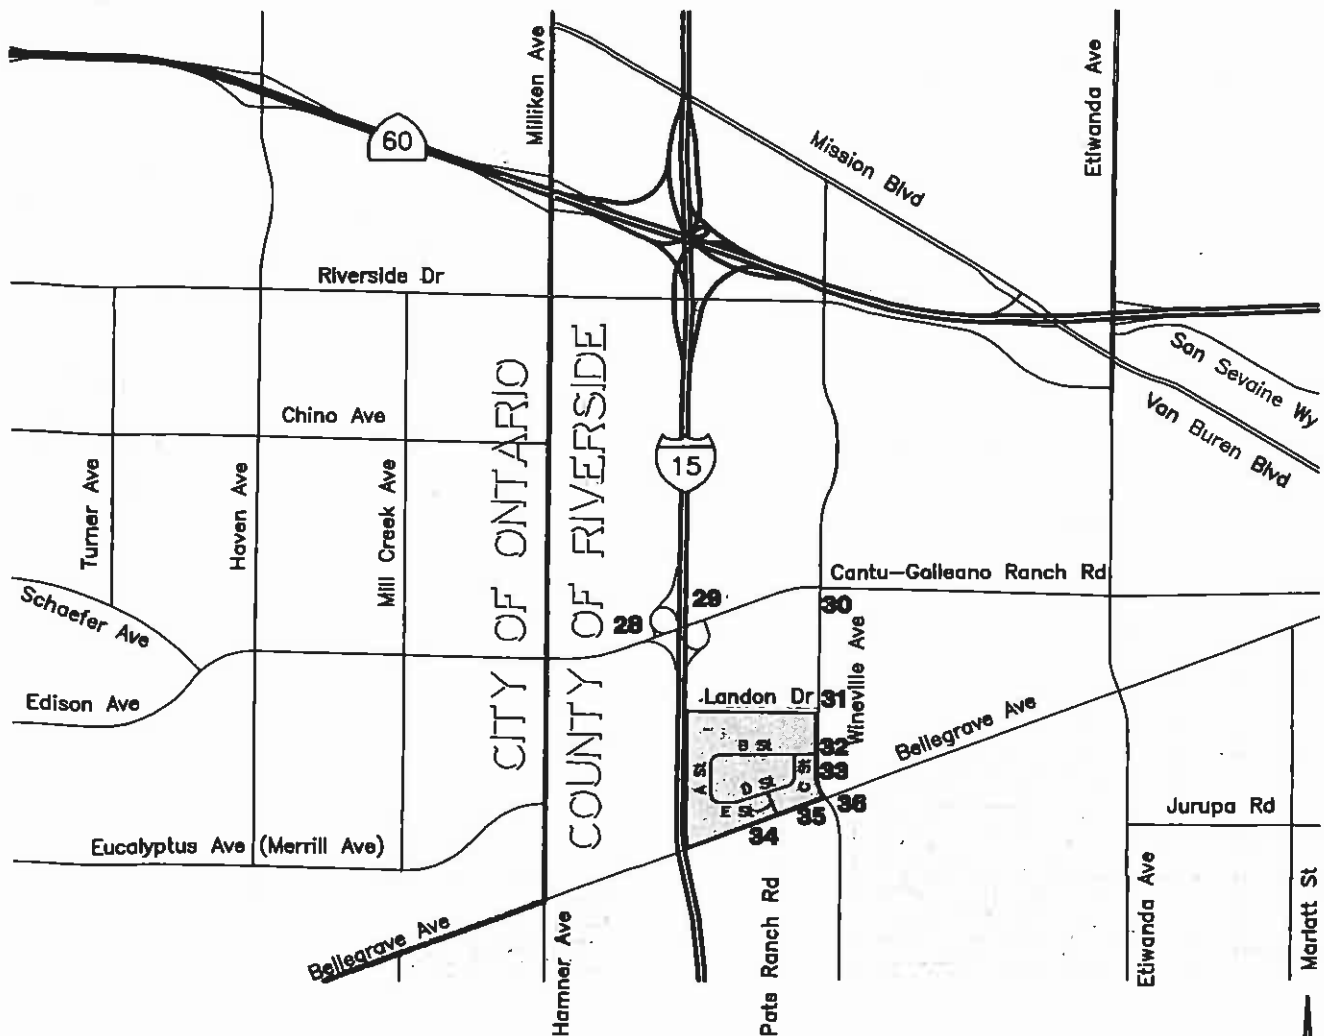 Milliken Ave
Etiwanda Ave
60
Mission Blvd
Riverside Dr
San Sevaine Wy
Van Buren Blvd
CITY OF ONTARIO
COUNTY OF RIVERSIDE
Chino Ave
15
Turner Ave
Haven Ave
Mill Creek Ave
Cantu-Galleano Ranch Rd
Schaefer Ave
28
29
30
Wineville Ave
Edison Ave
Landon Dr
31
Bellegrave Ave
B St
32
A St
C St
33
D St
E St
34
35
36
Jurupa Rd
Eucalyptus Ave (Merrill Ave)
Bellegrave Ave
Hamner Ave
Pats Ranch Rd
Etiwanda Ave
Marlatt St